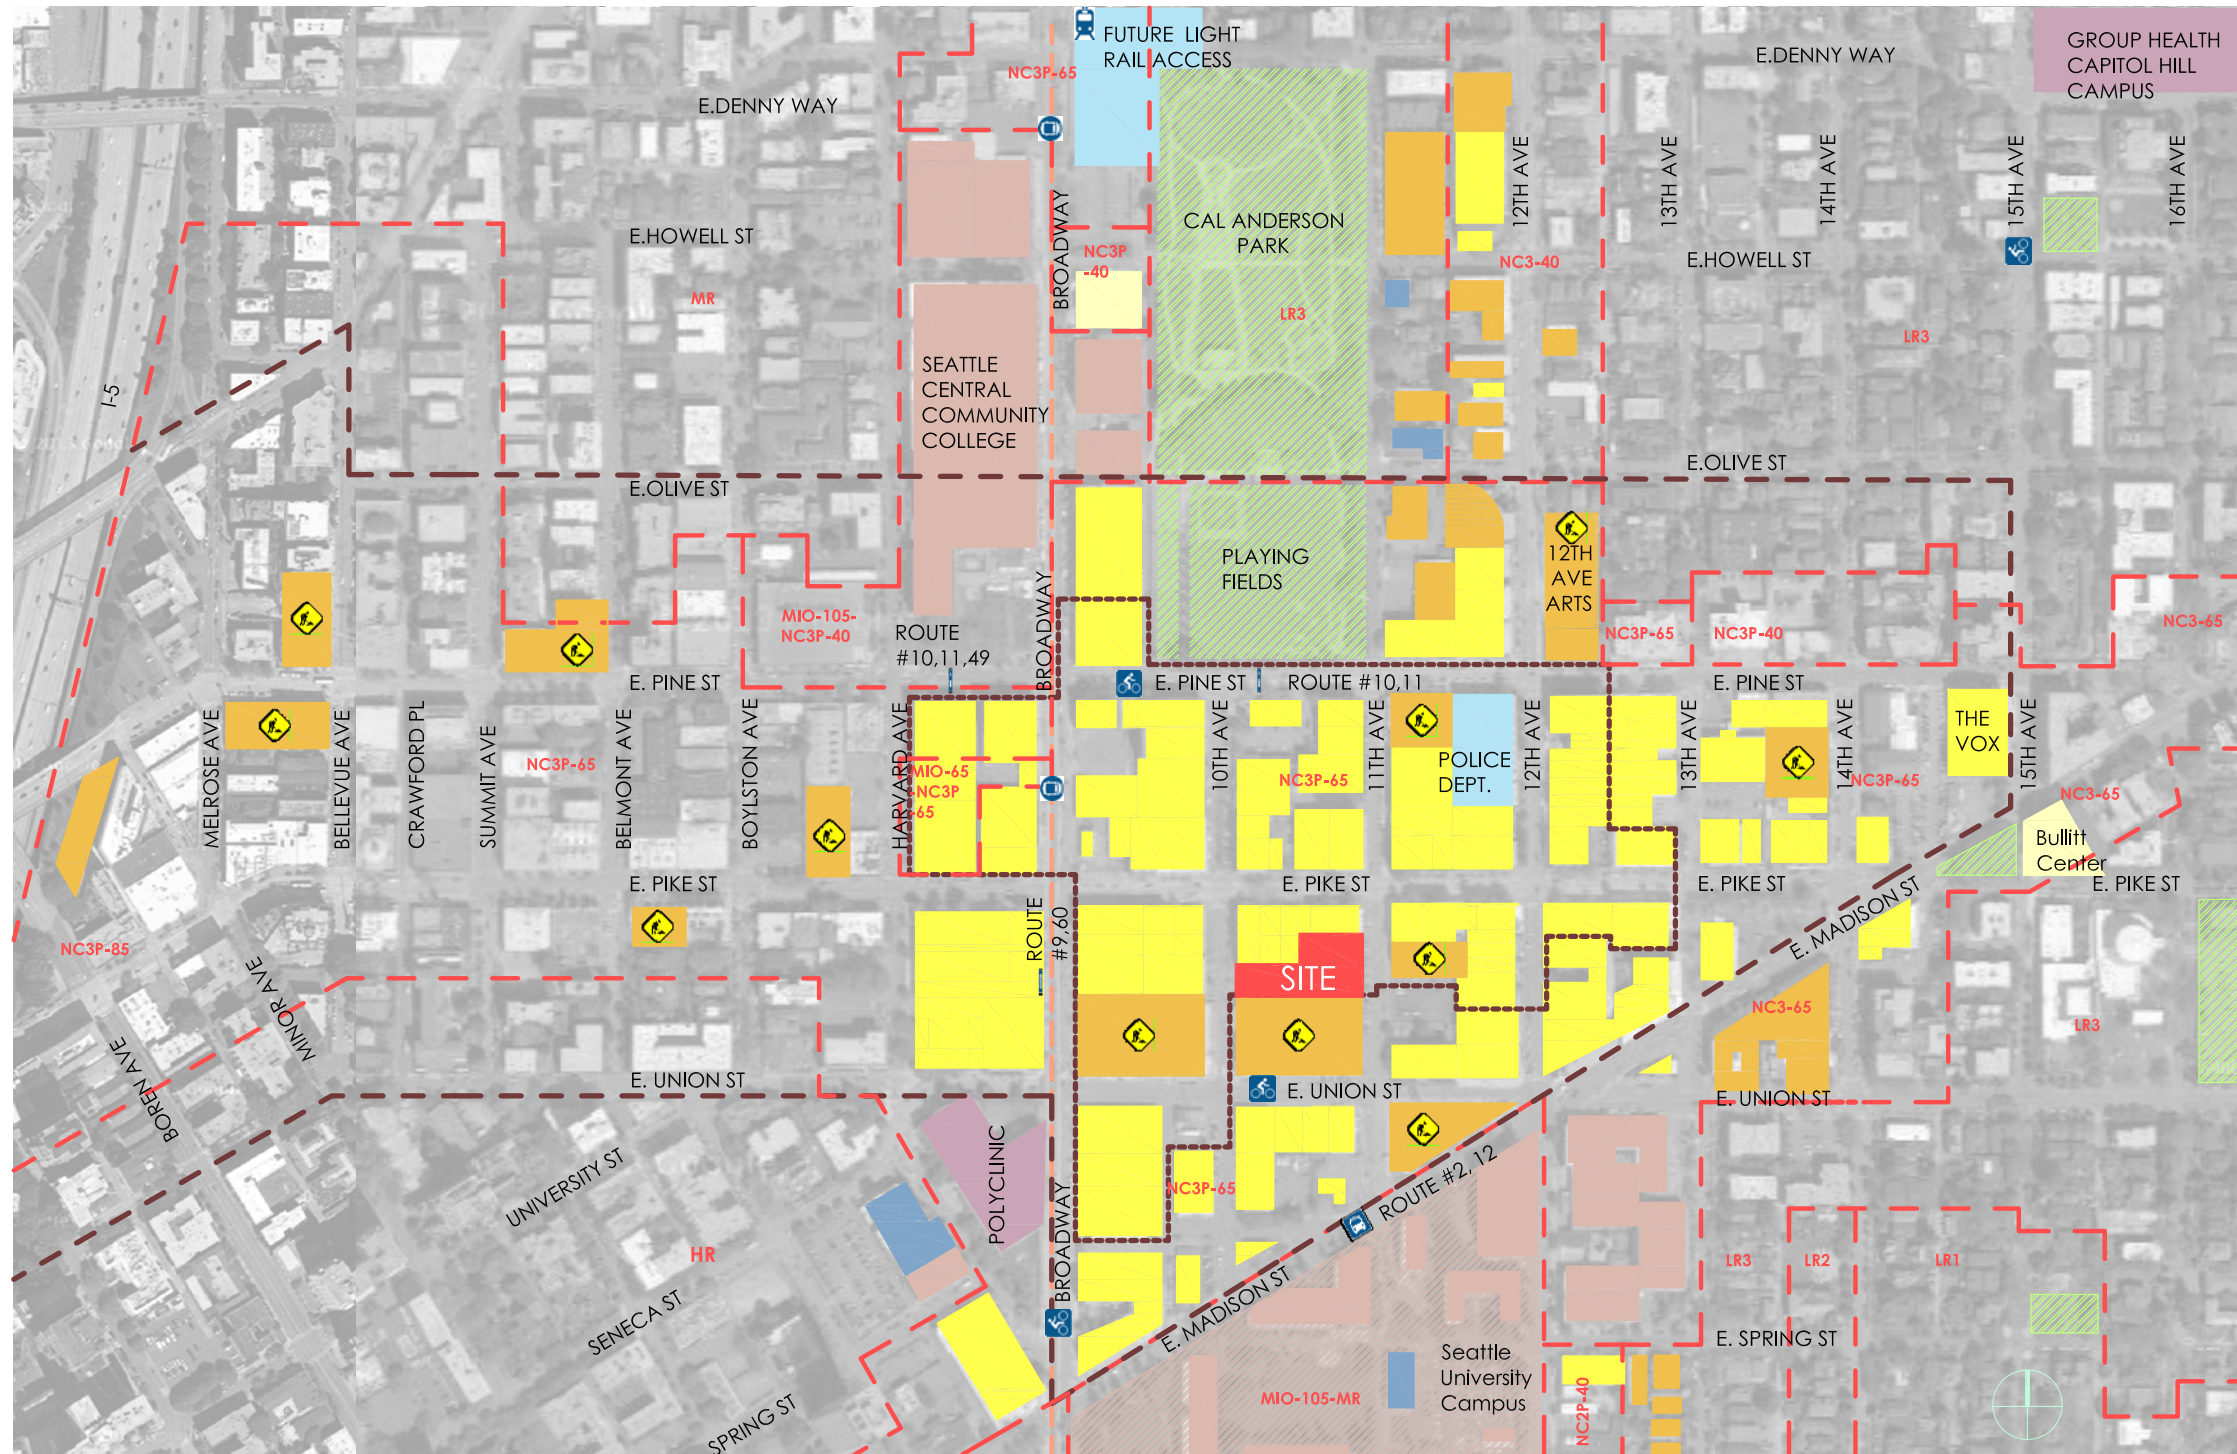 FUTURE LIGHT
RAIL ACCESS
GROUP HEALTH
CAPITOL HILL
CAMPUS
E.DENNY WAY
NC3P-65
E.DENNY WAY
12TH AVE
13TH AVE
14TH AVE
15TH AVE
16TH AVE
BROADWAY
CAL ANDERSON
PARK
E.HOWELL ST
NC3P
-40
NC3-40
E.HOWELL ST
MR
LR3
LR3
I-5
SEATTLE
CENTRAL
COMMUNITY
COLLEGE
E.OLIVE ST
E.OLIVE ST
PLAYING
FIELDS
12TH
AVE
ARTS
BROADWAY
MIO-105-
NC3P-40
ROUTE
#10,11,49
NC3P-65
NC3P-40
NC3-65
E. PINE ST
E. PINE ST
ROUTE #10,11
E. PINE ST
MELROSE AVE
BELLEVUE AVE
CRAWFORD PL
SUMMIT AVE
BELMONT AVE
BOYLSTON AVE
HARVARD AVE
10TH AVE
11TH AVE
12TH AVE
13TH AVE
14TH AVE
15TH AVE
THE
VOX
NC3P-65
MIO-65
-NC3P
-65
NC3P-65
POLICE
DEPT.
NC3P-65
NC3-65
Bullitt
Center
E. PIKE ST
E. PIKE ST
E. PIKE ST
E. PIKE ST
ROUTE
#9,60
E. MADISON ST
NC3P-85
MINOR AVE
BOREN AVE
SITE
NC3-65
LR3
E. UNION ST
E. UNION ST
E. UNION ST
UNIVERSITY ST
POLYCLINIC
NC3P-65
ROUTE #2, 12
HR
BROADWAY
LR3
LR2
LR1
SENECA ST
E. MADISON ST
E. SPRING ST
Seattle
University
Campus
MIO-105-MR
NC2P-40
SPRING ST